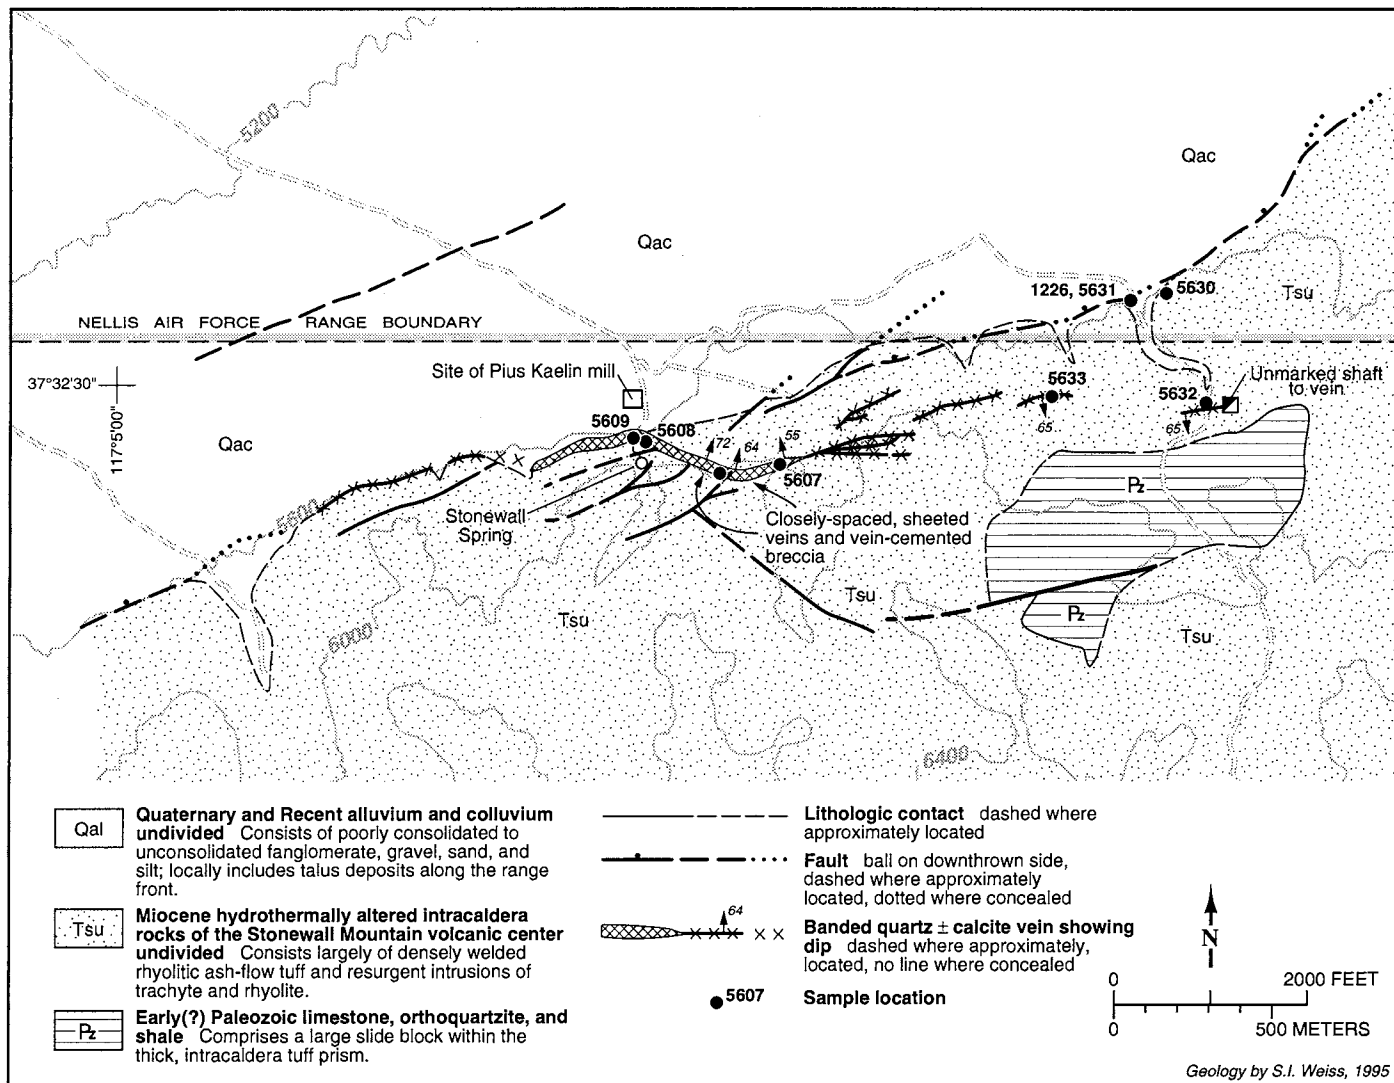 5200
Qac
Qac
1226, 5631
5630
Tsu
NELLIS AIR FORCE RANGE BOUNDARY
37°32'30"
117°5'00"
Site of Pius Kaelin mill
5633
65
5632
65
Unmarked shaft
to vein
Qac
5609
5608
72
64
55
5607
5600
Stonewall
Spring
Closely-spaced, sheeted
veins and vein-cemented
breccia
Pz
6000
Tsu
Tsu
Pz
Tsu
6400
Qal
Quaternary and Recent alluvium and colluvium
undivided Consists of poorly consolidated to
unconsolidated fanglomerate, gravel, sand, and
silt; locally includes talus deposits along the range
front.
Tsu
Miocene hydrothermally altered intracaldera
rocks of the Stonewall Mountain volcanic center
undivided Consists largely of densely welded
rhyolitic ash-flow tuff and resurgent intrusions of
trachyte and rhyolite.
Pz
Early(?) Paleozoic limestone, orthoquartzite, and
shale Comprises a large slide block within the
thick, intracaldera tuff prism.
Lithologic contact dashed where
approximately located
Fault ball on downthrown side,
dashed where approximately
located, dotted where concealed
64
Banded quartz ± calcite vein showing
dip dashed where approximately,
located, no line where concealed
5607
Sample location
N
0 2000 FEET
0 500 METERS
Geology by S.I. Weiss, 1995